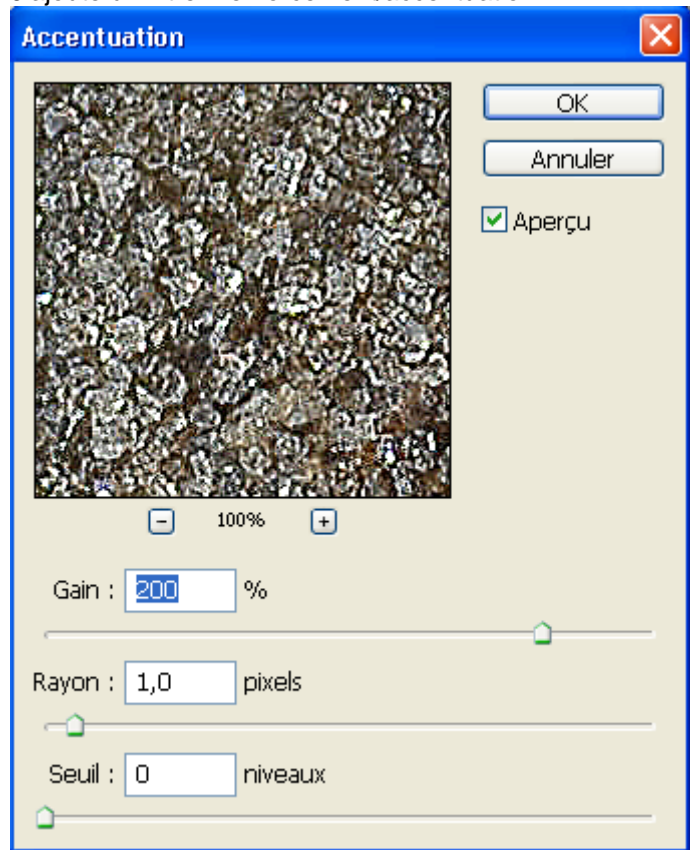 Accentuation
OK
Annuler
Aperçu
100%
Gain : 200 %
Rayon : 1,0 pixels
Seuil : 0 niveaux